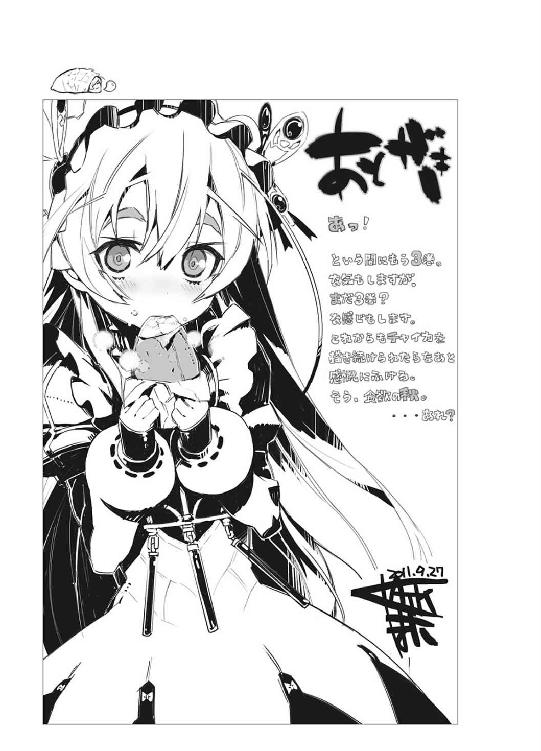 あとがき
あっ!
という間にもう3巻。
な気もしますが、
まだ3巻?
な感じもします。
これからもチャイカを
描き続けられたらなあと
感慨にふける。
そう、食欲の秋。
・・・あれ?
2011.9.27